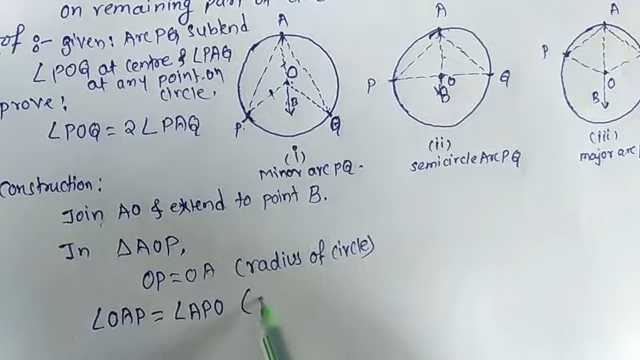 on remaining part of
of :- given: Arc PQ subtend
∠POQ at centre & ∠PAQ
at any point on
circle.
prove:
∠POQ = 2∠PAQ
A
O
B
P
Q
(i)
Minor arc PQ.
A
P
O
Q
B
(ii)
semicircle Arc PQ
A
P
O
B
(iii)
major arc
Construction:
Join AO & extend to point B.
In △AOP,
OP = OA (radius of circle)
∠OAP = ∠APO (